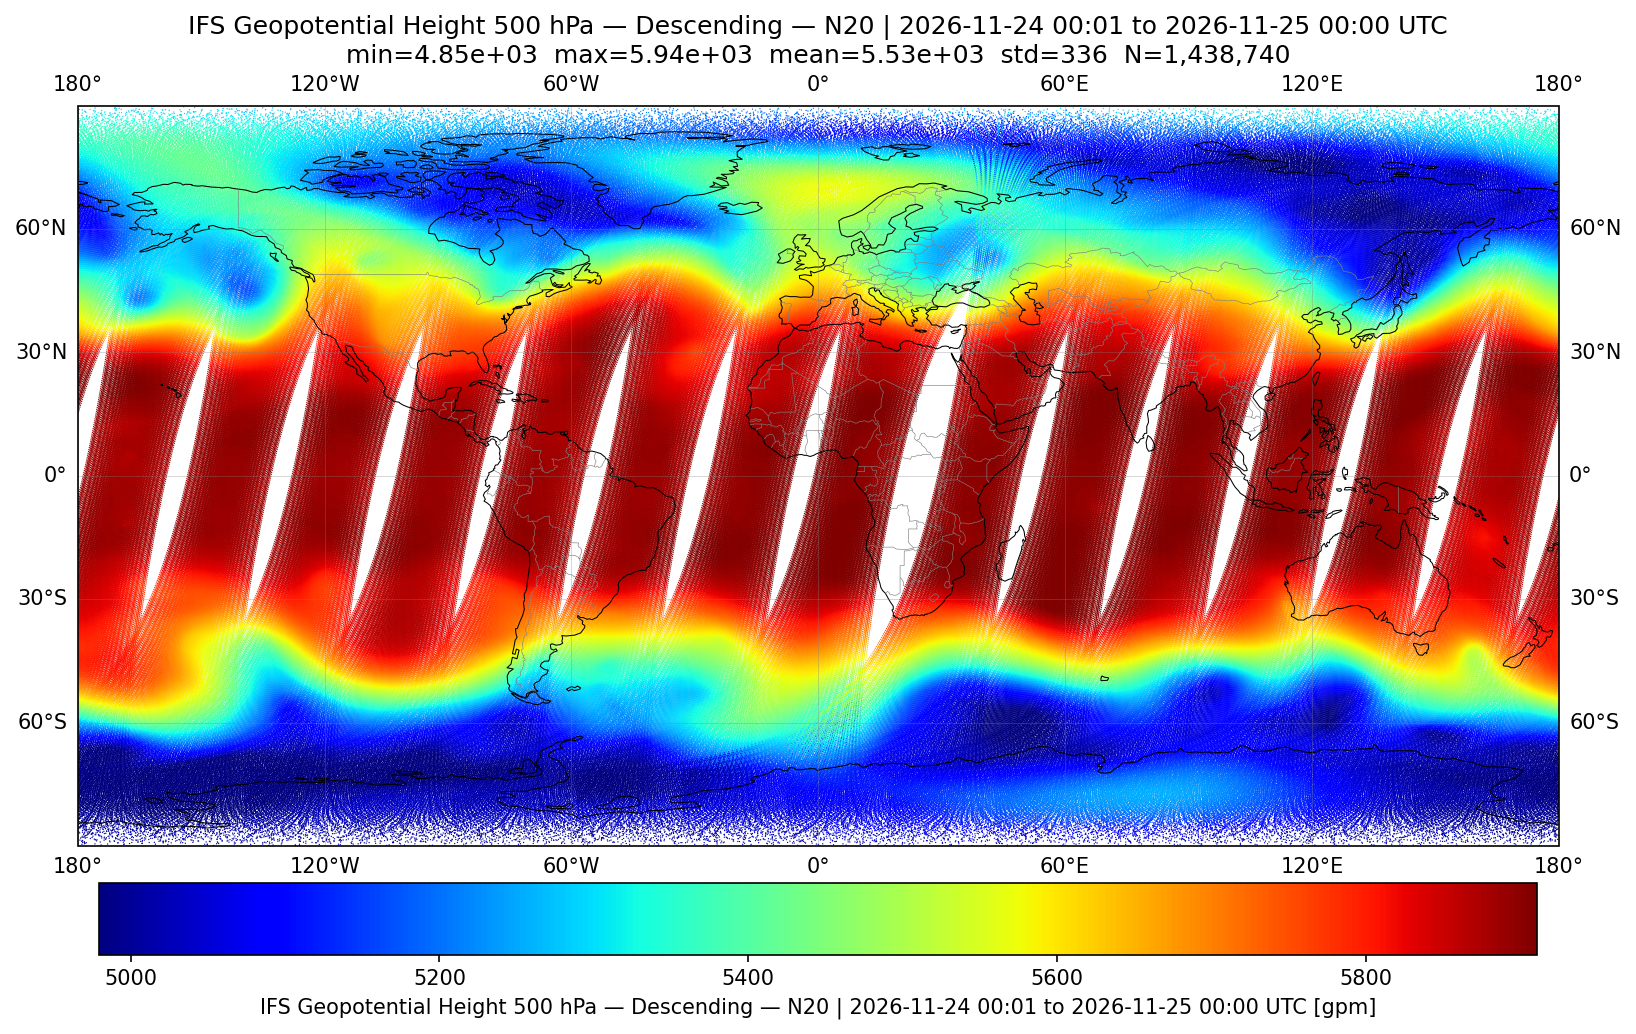 IFS Geopotential Height 500 hPa — Descending — N20 | 2026-11-24 00:01 to 2026-11-25 00:00 UTC
min=4.85e+03 max=5.94e+03 mean=5.53e+03 std=336 N=1,438,740
180° 120°W 60°W 0° 60°E 120°E 180°
60°N 60°N
30°N 30°N
0° 0°
30°S 30°S
60°S 60°S
180° 120°W 60°W 0° 60°E 120°E 180°
5000 5200 5400 5600 5800
IFS Geopotential Height 500 hPa — Descending — N20 | 2026-11-24 00:01 to 2026-11-25 00:00 UTC [gpm]